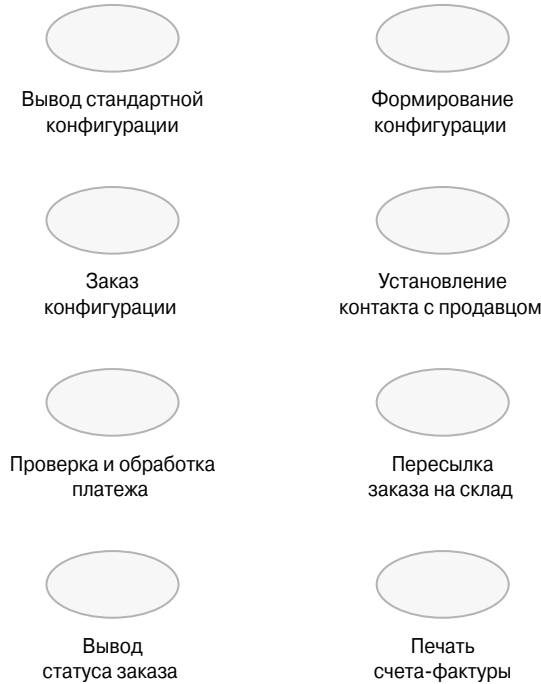 Вывод стандартной
конфигурации
Формирование
конфигурации
Заказ
конфигурации
Установление
контакта с продавцом
Проверка и обработка
платежа
Пересылка
заказа на склад
Вывод
статуса заказа
Печать
счета-фактуры